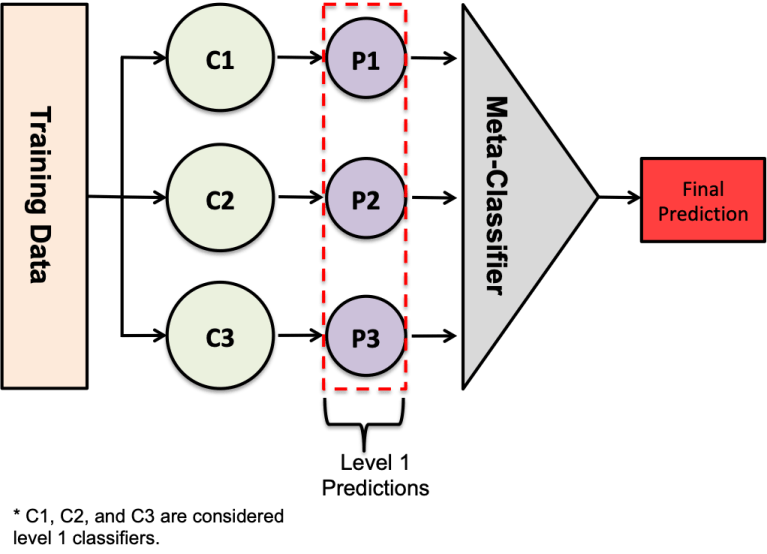 Training Data
C1
P1
C2
P2
C3
P3
Meta-Classifier
Final
Prediction
Level 1
Predictions
* C1, C2, and C3 are considered
level 1 classifiers.